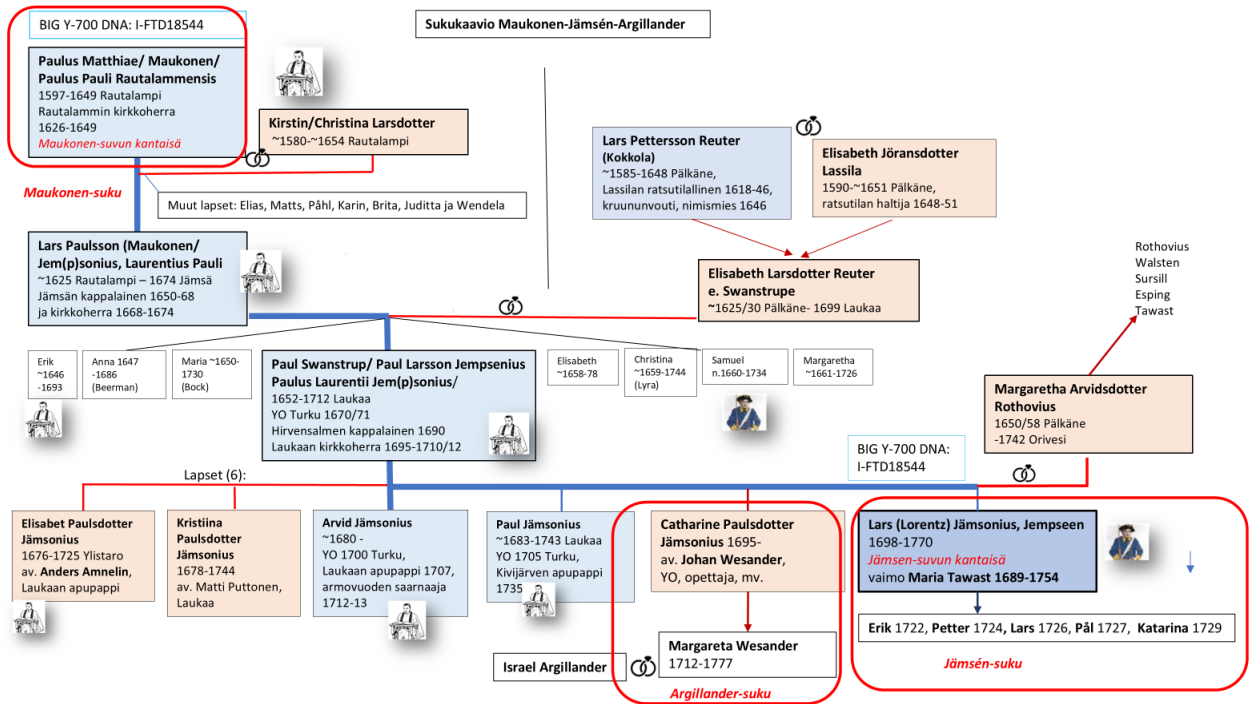 BIG Y-700 DNA: I-FTD18544
Sukukaavio Maukonen-Jämsén-Argillander
Paulus Matthiae/ Maukonen/
Paulus Pauli Rautalammensis
1597-1649 Rautalampi
Rautalammin kirkkoherra
1626-1649
Maukonen-suvun kantaisä
Kirstin/Christina Larsdotter
~1580-~1654 Rautalampi
Lars Pettersson Reuter
(Kokkola)
~1585-1648 Pälkäne,
Lassilan ratsutilallinen 1618-46,
kruununvouti, nimismies 1646
Elisabeth Jöransdotter
Lassila
1590-~1651 Pälkäne,
ratsutilan haltija 1648-51
Maukonen-suku
Muut lapset: Elias, Matts, Påhl, Karin, Brita, Juditta ja Wendela
Lars Paulsson (Maukonen/
Jem(p)sonius, Laurentius Pauli
~1625 Rautalampi – 1674 Jämsä
Jämsän kappalainen 1650-68
ja kirkkoherra 1668-1674
Elisabeth Larsdotter Reuter
e. Swanstrupe
~1625/30 Pälkäne- 1699 Laukaa
Rothovius
Walsten
Sursill
Esping
Tawast
Erik
~1646
-1693
Anna 1647
-1686
(Beerman)
Maria ~1650-
1730
(Bock)
Paul Swanstrup/ Paul Larsson Jempsenius
Paulus Laurentii Jem(p)sonius/
1652-1712 Laukaa
YO Turku 1670/71
Hirvensalmen kappalainen 1690
Laukaan kirkkoherra 1695-1710/12
Elisabeth
~1658-78
Christina
~1659-1744
(Lyra)
Samuel
n.1660-1734
Margaretha
~1661-1726
Margaretha Arvidsdotter
Rothovius
1650/58 Pälkäne
-1742 Orivesi
BIG Y-700 DNA:
I-FTD18544
Lapset (6):
Elisabet Paulsdotter
Jämsonius
1676-1725 Ylistaro
av. Anders Amnelin,
Laukaan apupappi
Kristiina
Paulsdotter
Jämsonius
1678-1744
av. Matti Puttonen,
Laukaa
Arvid Jämsonius
~1680 -
YO 1700 Turku,
Laukaan apupappi 1707,
armovuoden saarnaaja
1712-13
Paul Jämsonius
~1683-1743 Laukaa
YO 1705 Turku,
Kivijärven apupappi
1735
Catharine Paulsdotter
Jämsonius 1695-
av. Johan Wesander,
YO, opettaja, mv.
Lars (Lorentz) Jämsonius, Jempseen
1698-1770
Jämsen-suvun kantaisä
vaimo Maria Tawast 1689-1754
Erik 1722, Petter 1724, Lars 1726, Pål 1727, Katarina 1729
Israel Argillander
Margareta Wesander
1712-1777
Argillander-suku
Jämsén-suku